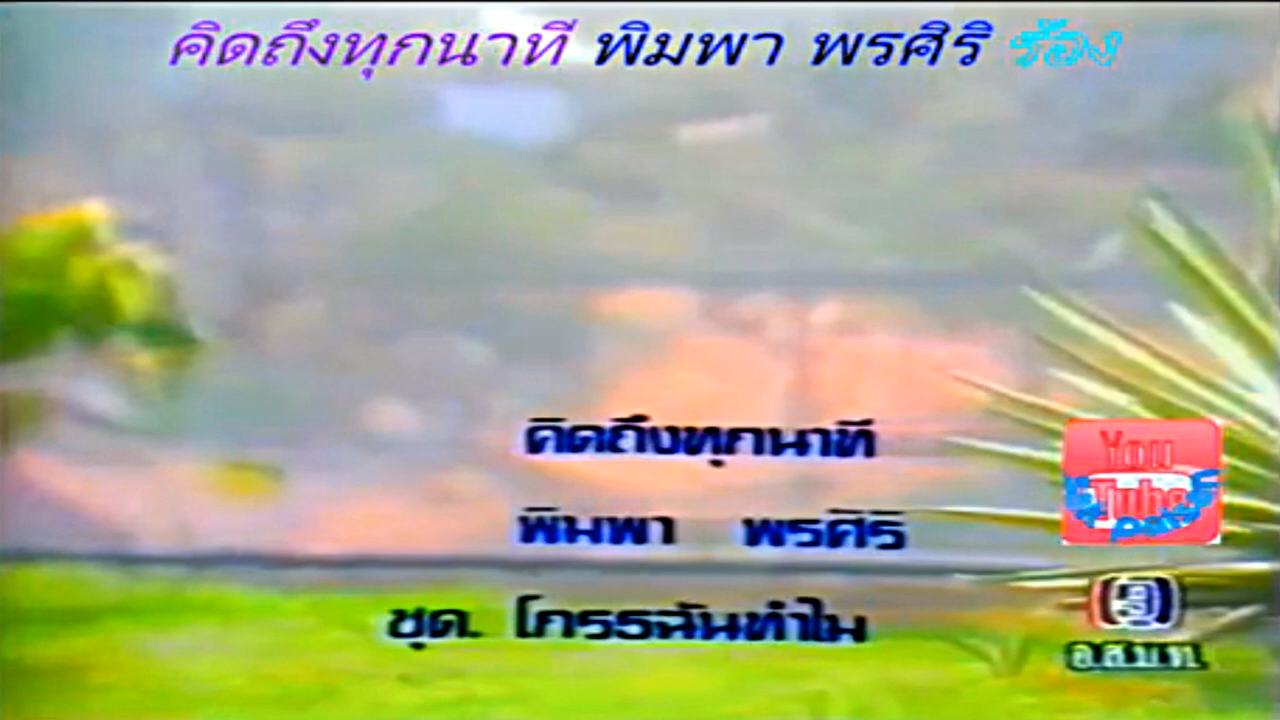 คิดถึงทุกนาที พิมพา พรศิริ ร้อง
คิดถึงทุกนาที
พิมพา พรศิริ
ชุด. โกรธฉันทำไม
You
Tube
อ.ส.ม.ท.